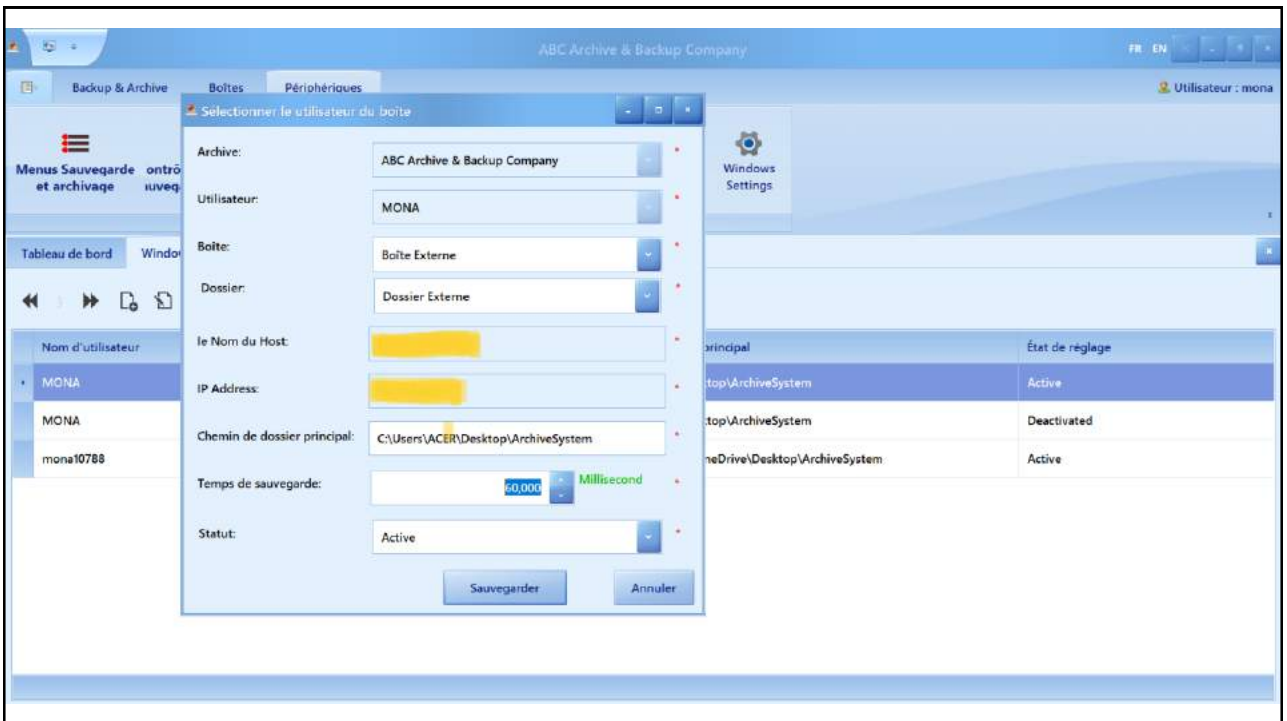 ABC Archive & Backup Company
FR EN
Backup & Archive Boîtes Périphériques
Utilisateur : mona
Menus Sauvegarde
et archivage
ontrô
uveg
Windows
Settings
Tableau de bord Windo
Sélectionner le utilisateur du boîte
Archive: ABC Archive & Backup Company *
Utilisateur: MONA *
Boîte: Boîte Externe *
Dossier: Dossier Externe *
le Nom du Host: *
IP Address: *
Chemin de dossier principal: C:\Users\ACER\Desktop\ArchiveSystem *
Temps de sauvegarde: 60,000 Millisecond *
Statut: Active *
Sauvegarder Annuler
Nom d'utilisateur principal État de réglage
MONA top\ArchiveSystem Active
MONA top\ArchiveSystem Deactivated
mona10788 neDrive\Desktop\ArchiveSystem Active